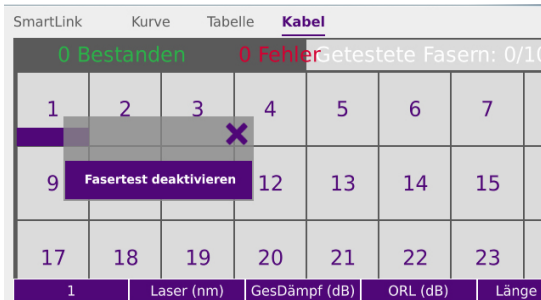 SmartLink Kurve Tabelle Kabel
0 Bestanden 0 Fehler Getestete Fasern: 0/10
1 2 3 4 5 6 7
Fasertest deaktivieren
9 12 13 14 15
17 18 19 20 21 22 23
1 Laser (nm) GesDämpf (dB) ORL (dB) Länge